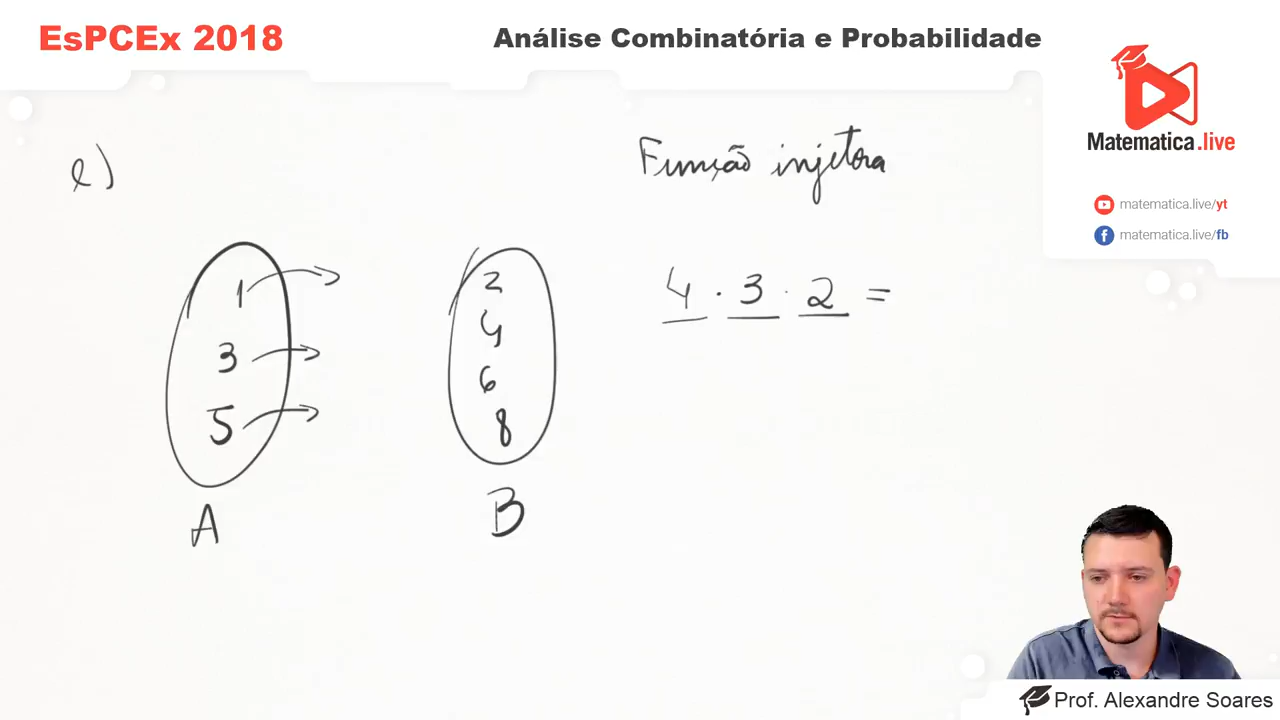 EsPCEx 2018
Análise Combinatória e Probabilidade
Matematica.live
matematica.live/yt
matematica.live/fb
e)
Função injetora
1
3
5
A
2
4
6
8
B
4 . 3 . 2 =
Prof. Alexandre Soares